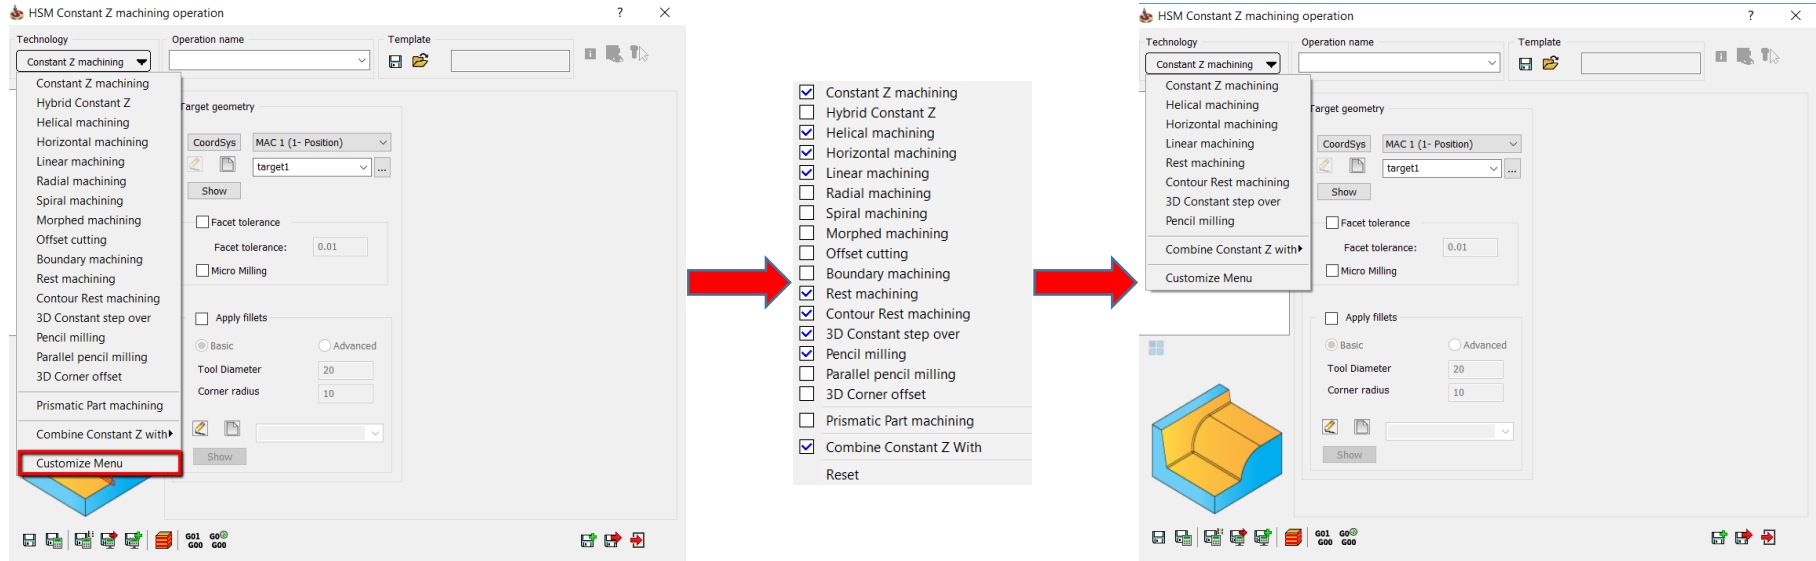 HSM Constant Z machining operation
?
Technology
Operation name
Template
Constant Z machining
Constant Z machining
Hybrid Constant Z
Helical machining
Horizontal machining
Linear machining
Radial machining
Spiral machining
Morphed machining
Offset cutting
Boundary machining
Rest machining
Contour Rest machining
3D Constant step over
Pencil milling
Parallel pencil milling
3D Corner offset
Prismatic Part machining
Combine Constant Z with
Customize Menu
Target geometry
CoordSys
MAC 1 (1- Position)
target1
...
Show
Facet tolerance
Facet tolerance:
0.01
Micro Milling
Apply fillets
Basic
Advanced
Tool Diameter
20
Corner radius
10
Show
G01 G00
G00 G00
Constant Z machining
Hybrid Constant Z
Helical machining
Horizontal machining
Linear machining
Radial machining
Spiral machining
Morphed machining
Offset cutting
Boundary machining
Rest machining
Contour Rest machining
3D Constant step over
Pencil milling
Parallel pencil milling
3D Corner offset
Prismatic Part machining
Combine Constant Z With
Reset
HSM Constant Z machining operation
?
Technology
Operation name
Template
Constant Z machining
Constant Z machining
Helical machining
Horizontal machining
Linear machining
Rest machining
Contour Rest machining
3D Constant step over
Pencil milling
Combine Constant Z with
Customize Menu
Target geometry
CoordSys
MAC 1 (1- Position)
target1
...
Show
Facet tolerance
Facet tolerance:
0.01
Micro Milling
Apply fillets
Basic
Advanced
Tool Diameter
20
Corner radius
10
Show
G01 G00
G00 G00